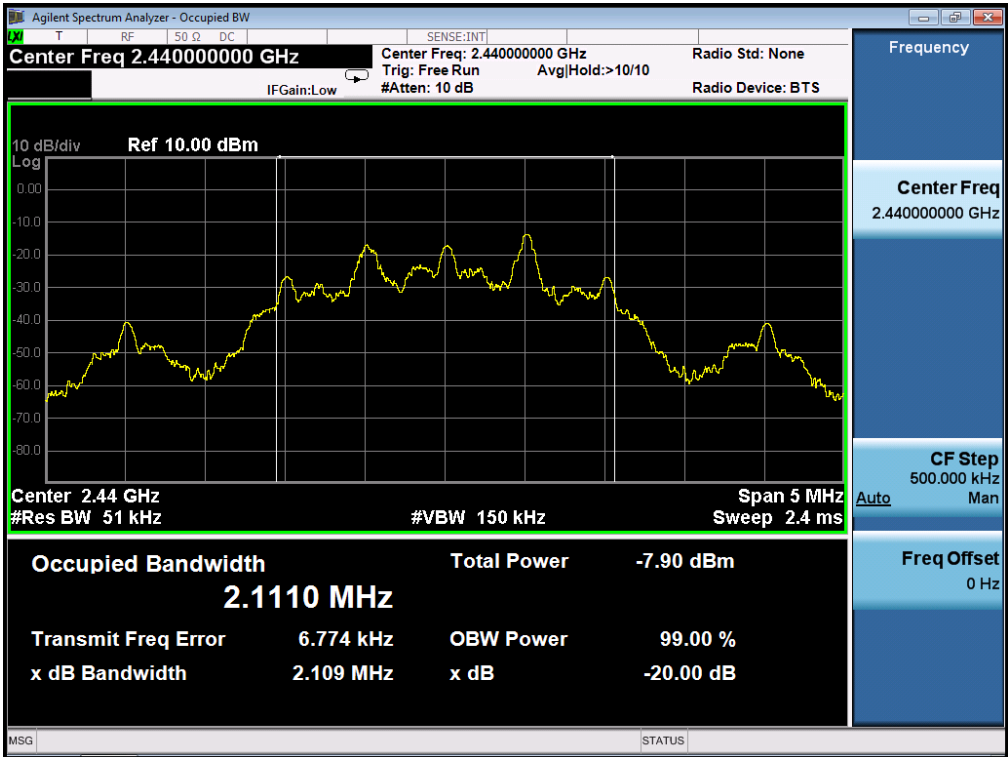 Agilent Spectrum Analyzer - Occupied BW
LXI T RF 50 Ω DC SENSE:INT
Center Freq 2.440000000 GHz
Center Freq: 2.440000000 GHz Radio Std: None
Trig: Free Run Avg|Hold:>10/10
IFGain:Low #Atten: 10 dB Radio Device: BTS
10 dB/div Ref 10.00 dBm
Log
0.00
-10.0
-20.0
-30.0
-40.0
-50.0
-60.0
-70.0
-80.0
Center 2.44 GHz Span 5 MHz
#Res BW 51 kHz #VBW 150 kHz Sweep 2.4 ms
Occupied Bandwidth Total Power -7.90 dBm
2.1110 MHz
Transmit Freq Error 6.774 kHz OBW Power 99.00 %
x dB Bandwidth 2.109 MHz x dB -20.00 dB
MSG STATUS
Frequency
Center Freq
2.440000000 GHz
CF Step
500.000 kHz
Auto Man
Freq Offset
0 Hz